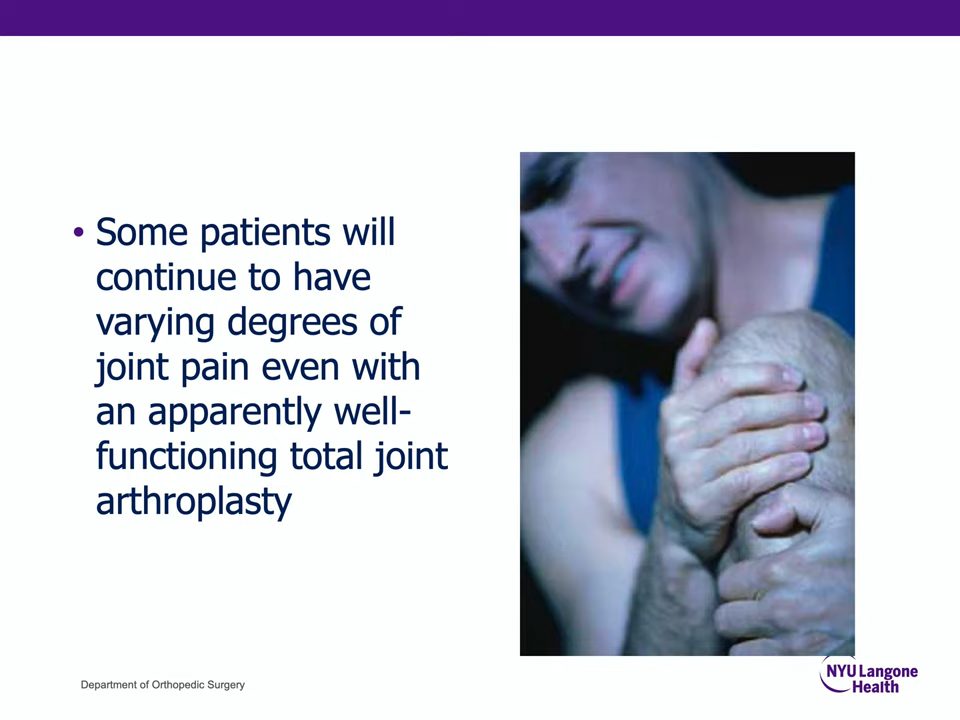 • Some patients will
continue to have
varying degrees of
joint pain even with
an apparently well-
functioning total joint
arthroplasty
Department of Orthopedic Surgery
NYU Langone
Health